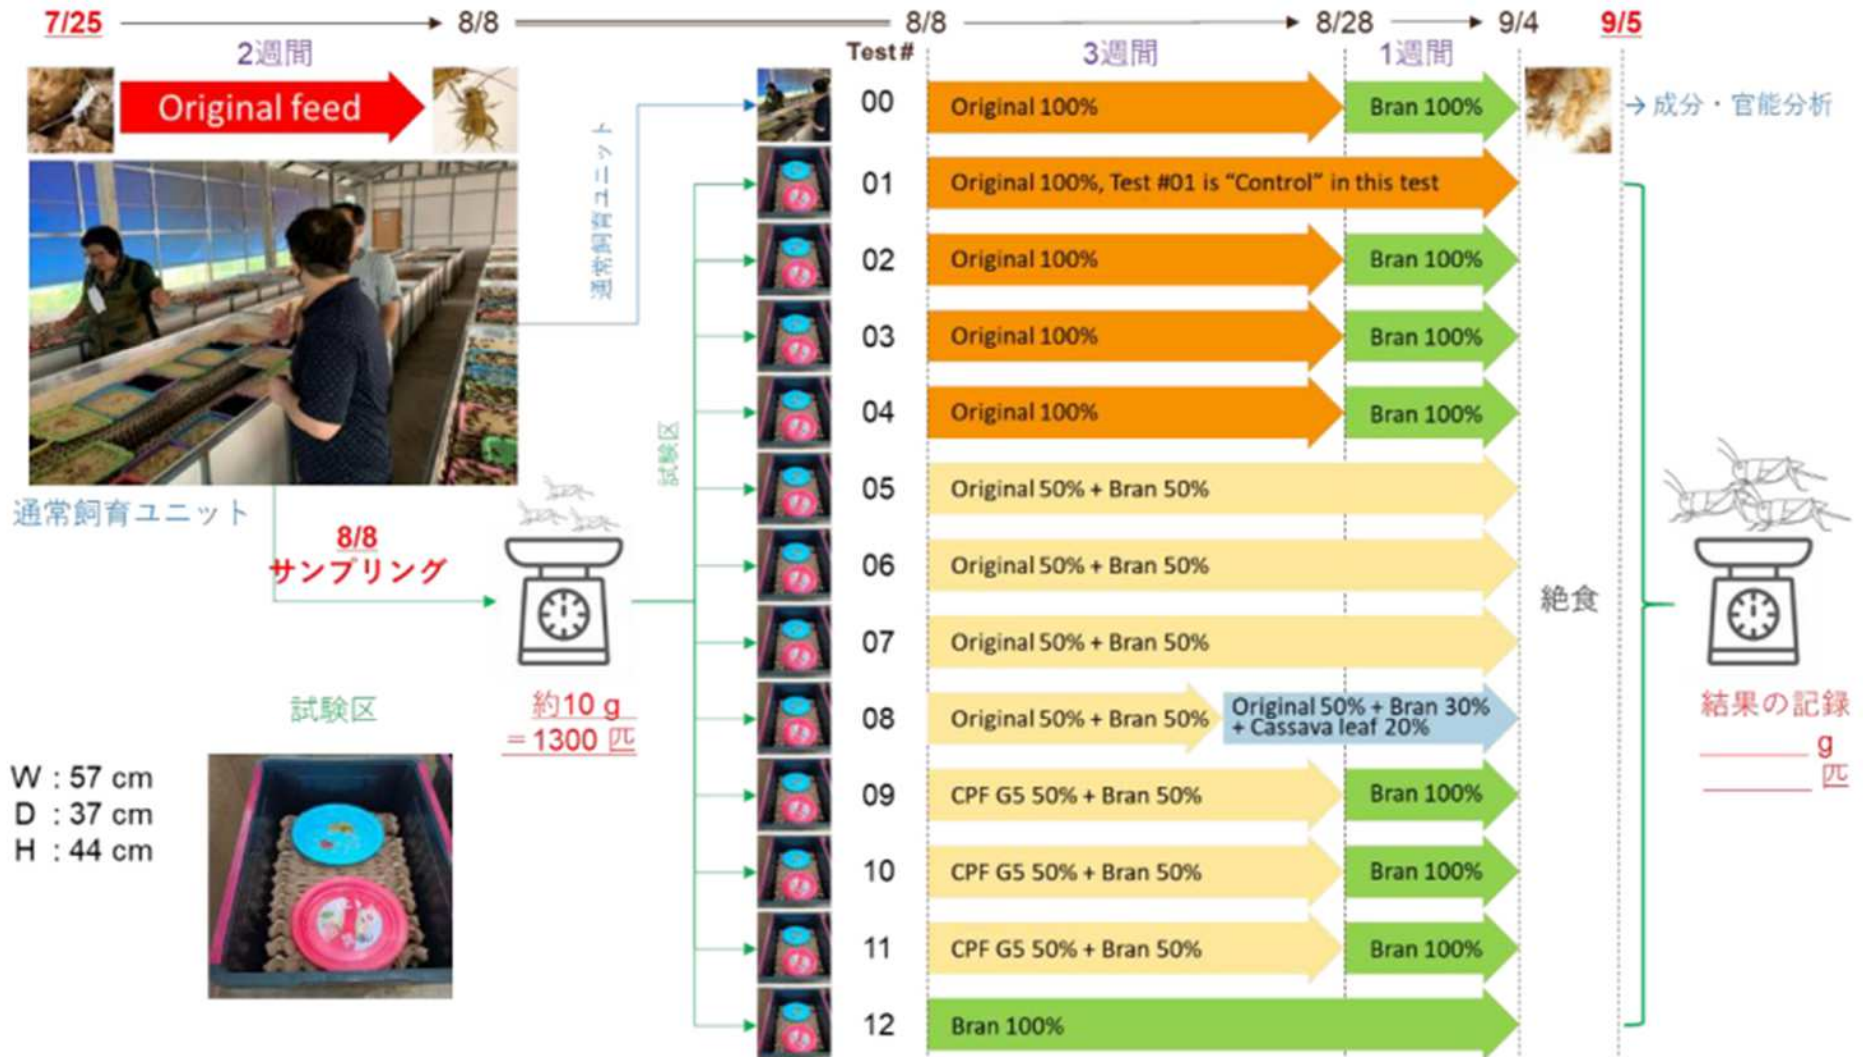 7/25
8/8
8/8
8/28
9/4
9/5
2週間
Test #
3週間
1週間
Original feed
通常飼育ユニット
00
Original 100%
Bran 100%
→ 成分・官能分析
01
Original 100%, Test #01 is “Control” in this test
02
Original 100%
Bran 100%
03
Original 100%
Bran 100%
04
Original 100%
Bran 100%
試験区
05
Original 50% + Bran 50%
通常飼育ユニット
8/8
サンプリング
06
Original 50% + Bran 50%
絶食
07
Original 50% + Bran 50%
試験区
約10 g
= 1300 匹
08
Original 50% + Bran 50%
Original 50% + Bran 30%
+ Cassava leaf 20%
結果の記録
g
匹
W : 57 cm
D : 37 cm
H : 44 cm
09
CPF G5 50% + Bran 50%
Bran 100%
10
CPF G5 50% + Bran 50%
Bran 100%
11
CPF G5 50% + Bran 50%
Bran 100%
12
Bran 100%